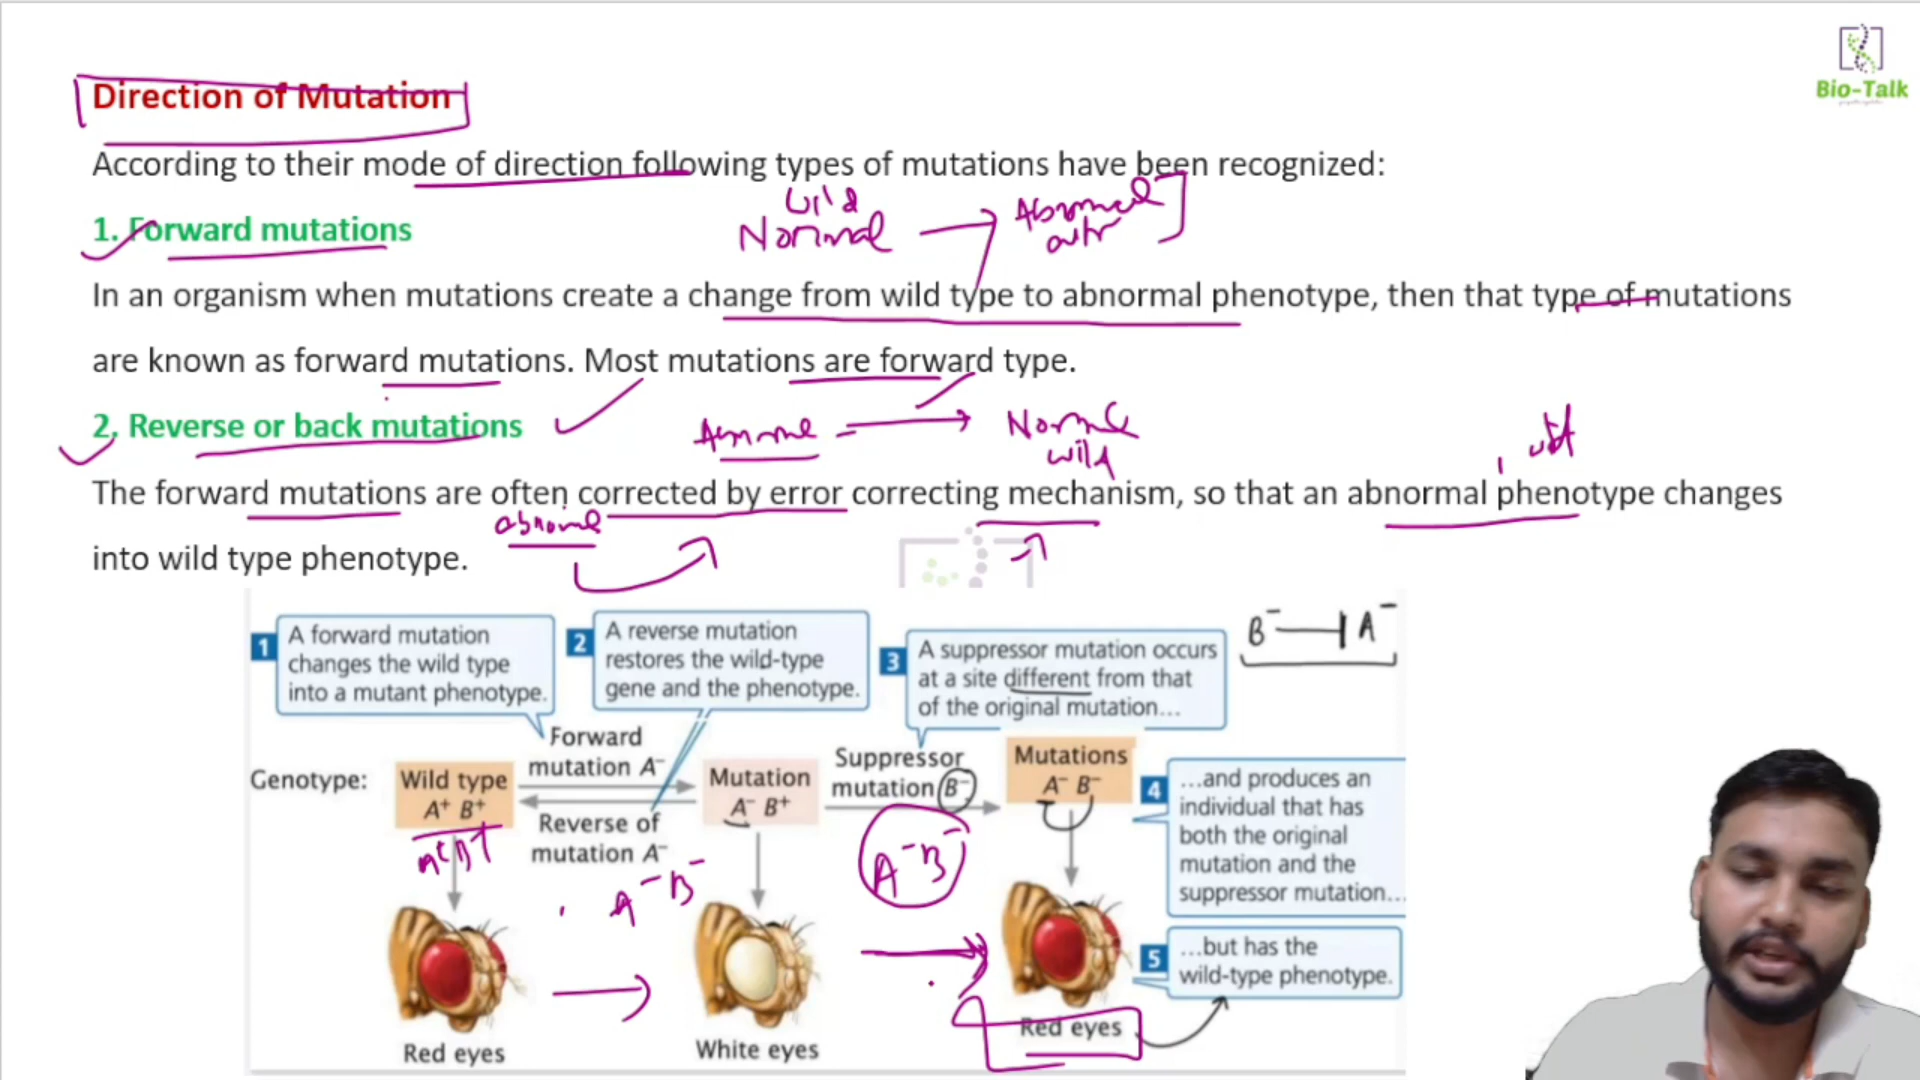 Bio-Talk
Direction of Mutation
According to their mode of direction following types of mutations have been recognized:
wild
1. Forward mutations
Normal
Abnormal
In an organism when mutations create a change from wild type to abnormal phenotype, then that type of mutations
are known as forward mutations. Most mutations are forward type.
2. Reverse or back mutations
Normal
wild
The forward mutations are often corrected by error correcting mechanism, so that an abnormal phenotype changes
into wild type phenotype.
1
A forward mutation
changes the wild type
into a mutant phenotype.
2
A reverse mutation
restores the wild-type
gene and the phenotype.
3
A suppressor mutation occurs
at a site different from that
of the original mutation...
B⁻ A⁻
Genotype:
Wild type
A⁺ B⁺
Forward
mutation A⁻
Reverse of
mutation A⁻
Mutation
A⁻ B⁺
Suppressor
mutation B⁻
Mutations
A⁻ B⁻
A⁻B⁻
A⁻B⁻
4
...and produces an
individual that has
both the original
mutation and the
suppressor mutation...
5
...but has the
wild-type phenotype.
Red eyes
White eyes
Red eyes